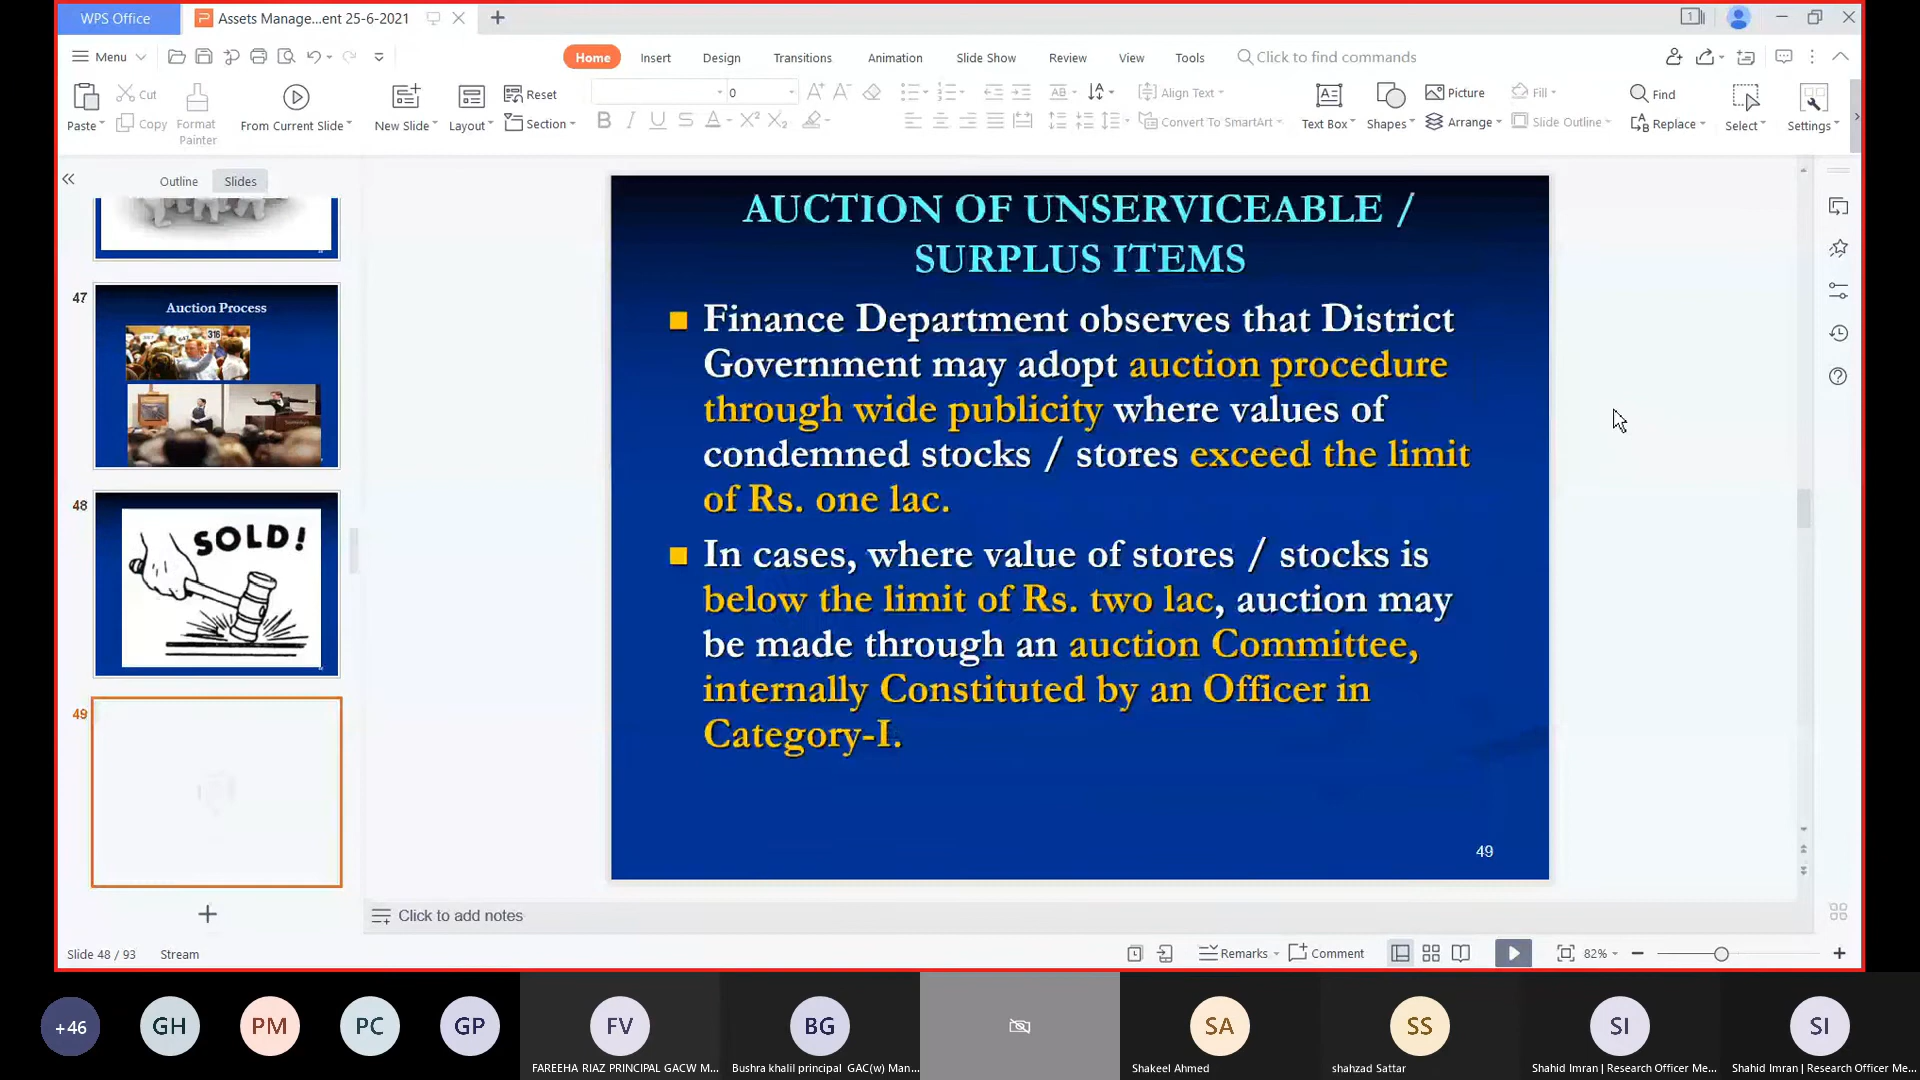 WPS Office
Assets Manage...ent 25-6-2021
Menu
Home
Insert
Design
Transitions
Animation
Slide Show
Review
View
Tools
Click to find commands
Paste
Cut
Copy
Format
Painter
From Current Slide
New Slide
Layout
Reset
Section
0
Align Text
Convert To SmartArt
Text Box
Shapes
Picture
Arrange
Fill
Slide Outline
Find
Replace
Select
Settings
Outline
Slides
47
Auction Process
316
48
SOLD!
49
AUCTION OF UNSERVICEABLE /
SURPLUS ITEMS
Finance Department observes that District
Government may adopt auction procedure
through wide publicity where values of
condemned stocks / stores exceed the limit
of Rs. one lac.
In cases, where value of stores / stocks is
below the limit of Rs. two lac, auction may
be made through an auction Committee,
internally Constituted by an Officer in
Category-I.
49
Click to add notes
Slide 48 / 93
Stream
Remarks
Comment
82%
+46
GH
PM
PC
GP
FV
FAREEHA RIAZ PRINCIPAL GACW M...
BG
Bushra khalil principal GAC(w) Man...
SA
Shakeel Ahmed
SS
shahzad Sattar
SI
Shahid Imran | Research Officer Me...
SI
Shahid Imran | Research Officer Me...